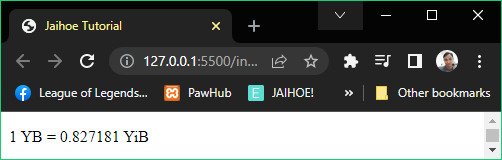 Jaihoe Tutorial
127.0.0.1:5500/in...
League of Legends...
PawHub
JAIHOE!
Other bookmarks
1 YB = 0.827181 YiB